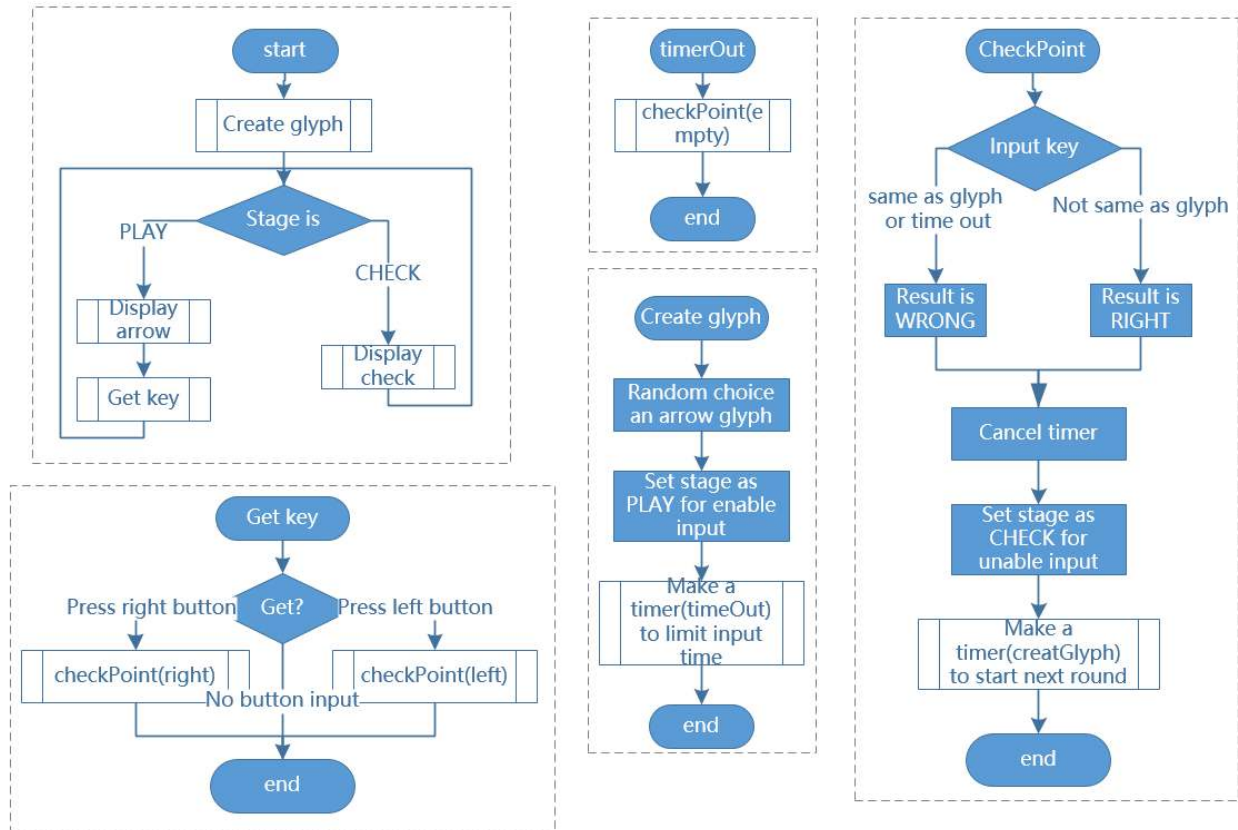 start
Create glyph
Stage is
PLAY
CHECK
Display
arrow
Get key
Display
check
Get key
Get?
Press right button
Press left button
checkPoint(right)
checkPoint(left)
No button input
end
timerOut
checkPoint(e
mpty)
end
Create glyph
Random choice
an arrow glyph
Set stage as
PLAY for enable
input
Make a
timer(timeOut)
to limit input
time
end
CheckPoint
Input key
same as glyph
or time out
Not same as glyph
Result is
WRONG
Result is
RIGHT
Cancel timer
Set stage as
CHECK for
unable input
Make a
timer(creatGlyph)
to start next
round
end